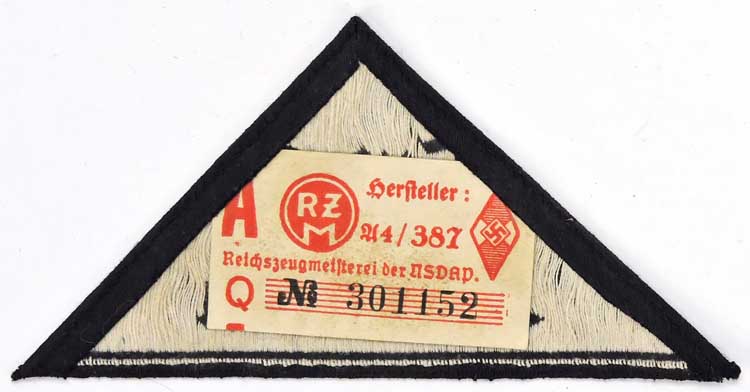 A
RZM
Hersteller:
A4/387
Reichszeugmeisterei der NSDAP.
Q
№ 301152